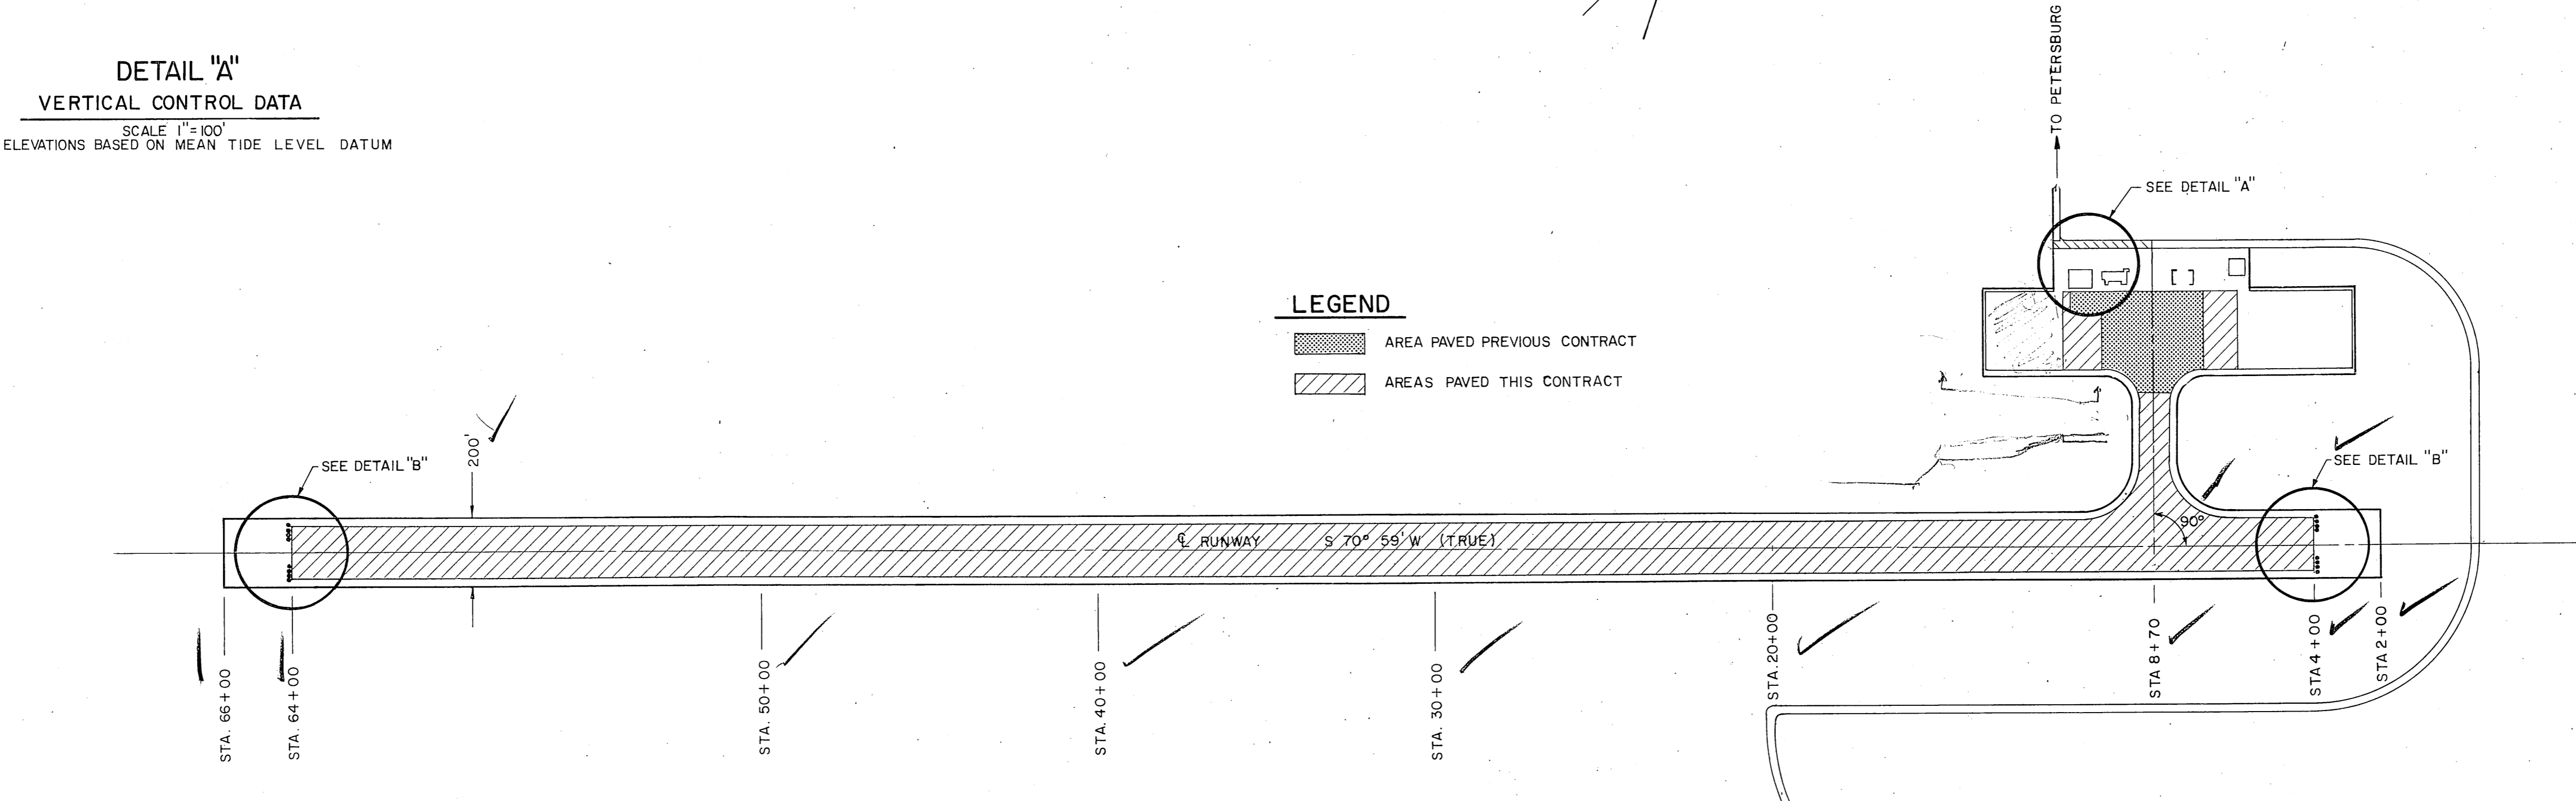 DETAIL "A"
VERTICAL CONTROL DATA
SCALE 1"=100'
ELEVATIONS BASED ON MEAN TIDE LEVEL DATUM
TO PETERSBURG
SEE DETAIL "A"
LEGEND
AREA PAVED PREVIOUS CONTRACT
AREAS PAVED THIS CONTRACT
SEE DETAIL "B"
200'
SEE DETAIL "B"
90°
℄ RUNWAY S 70° 59' W (TRUE)
STA. 66+00
STA. 64+00
STA. 50+00
STA. 40+00
STA. 30+00
STA. 20+00
STA 8+70
STA 4+00
STA 2+00